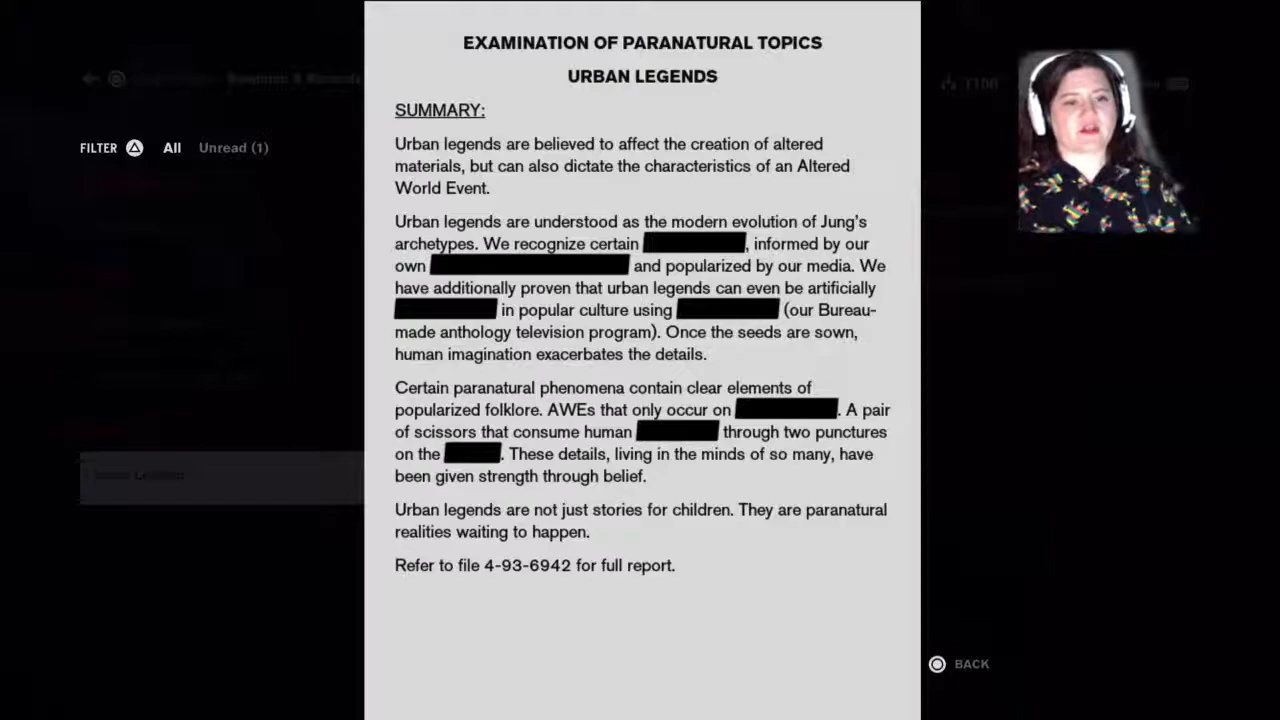 EXAMINATION OF PARANATURAL TOPICS
URBAN LEGENDS
SUMMARY:
Urban legends are believed to affect the creation of altered
materials, but can also dictate the characteristics of an Altered
World Event.
Urban legends are understood as the modern evolution of Jung's
archetypes. We recognize certain , informed by our
own and popularized by our media. We
have additionally proven that urban legends can even be artificially
in popular culture using (our Bureau-
made anthology television program). Once the seeds are sown,
human imagination exacerbates the details.
Certain paranatural phenomena contain clear elements of
popularized folklore. AWEs that only occur on . A pair
of scissors that consume human through two punctures
on the . These details, living in the minds of so many, have
been given strength through belief.
Urban legends are not just stories for children. They are paranatural
realities waiting to happen.
Refer to file 4-93-6942 for full report.
FILTER All Unread (1)
BACK